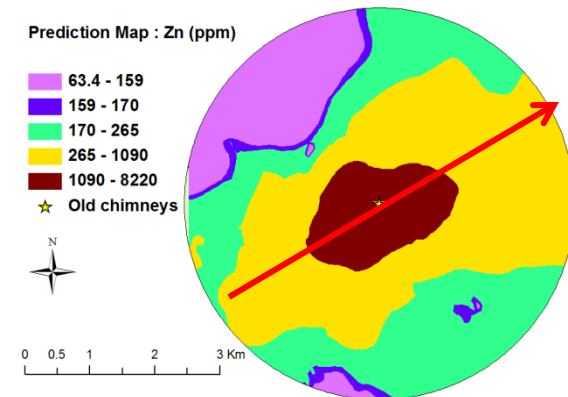 Prediction Map : Zn (ppm)
63.4 - 159
159 - 170
170 - 265
265 - 1090
1090 - 8220
Old chimneys
N
0 0.5 1 2 3 Km